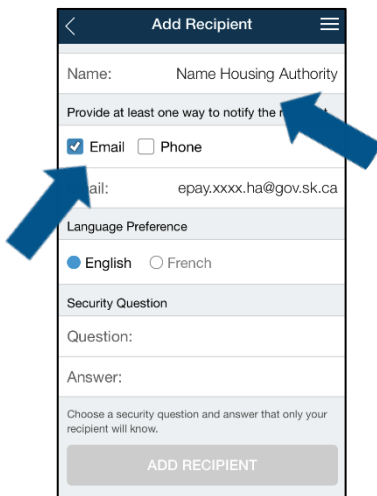 Add Recipient
Name: Name Housing Authority
Provide at least one way to notify the
Email Phone
epay.xxxx.ha@gov.sk.ca
Language Preference
English French
Security Question
Question:
Answer:
Choose a security question and answer that only your
recipient will know.
ADD RECIPIENT